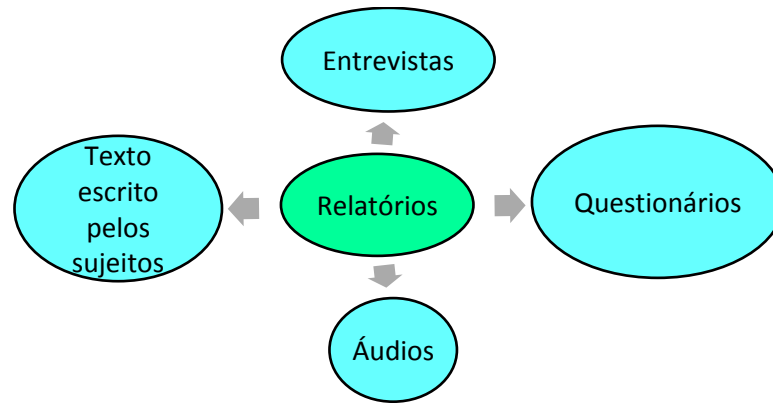 Entrevistas
Texto
escrito
pelos
sujeitos
Relatórios
Questionários
Áudios